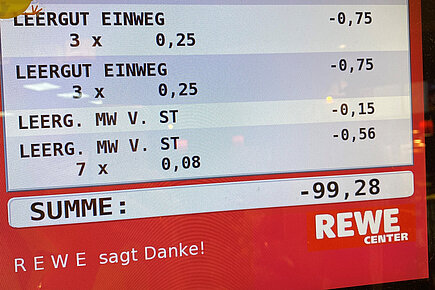 LEERGUT EINWEG -0,75
3 x 0,25
LEERGUT EINWEG -0,75
3 x 0,25
LEERG. MW V. ST -0,15
LEERG. MW V. ST -0,56
7 x 0,08
SUMME: -99,28
REWE
CENTER
REWE sagt Danke!